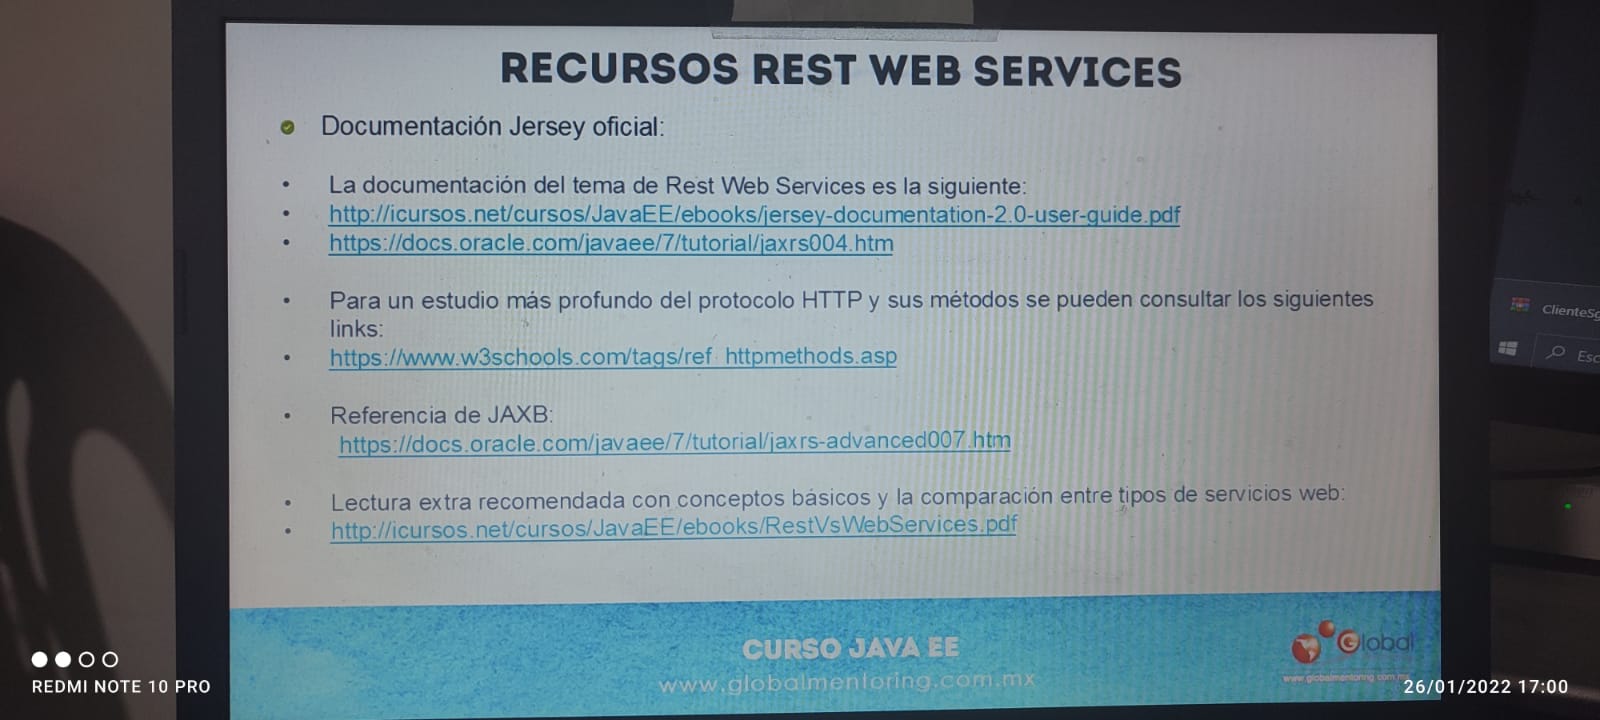 RECURSOS REST WEB SERVICES
Documentación Jersey oficial:
La documentación del tema de Rest Web Services es la siguiente:
http://icursos.net/cursos/JavaEE/ebooks/jersey-documentation-2.0-user-guide.pdf
https://docs.oracle.com/javaee/7/tutorial/jaxrs004.htm
Para un estudio más profundo del protocolo HTTP y sus métodos se pueden consultar los siguientes
links:
https://www.w3schools.com/tags/ref_httpmethods.asp
Referencia de JAXB:
https://docs.oracle.com/javaee/7/tutorial/jaxrs-advanced007.htm
Lectura extra recomendada con conceptos básicos y la comparación entre tipos de servicios web:
http://icursos.net/cursos/JavaEE/ebooks/RestVsWebServices.pdf
CURSO JAVA EE
www.globalmentoring.com.mx
Global
www.globalmentoring.com.mx
ClienteSg
Esc
REDMI NOTE 10 PRO
26/01/2022 17:00